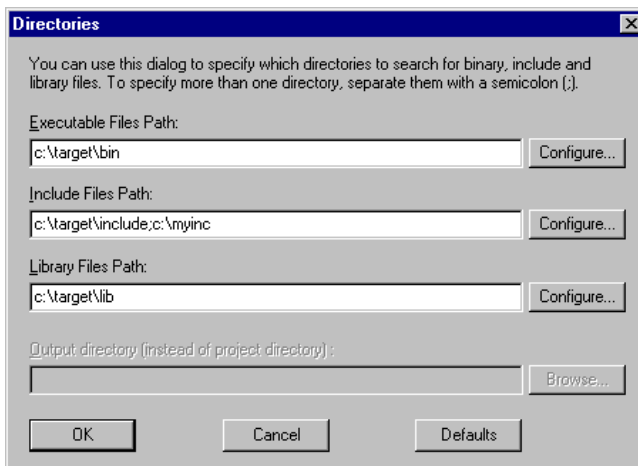 Directories
You can use this dialog to specify which directories to search for binary, include and
library files. To specify more than one directory, separate them with a semicolon (;).
Executable Files Path:
c:\target\bin
Configure...
Include Files Path:
c:\target\include;c:\myinc
Configure...
Library Files Path:
c:\target\lib
Configure...
Output directory (instead of project directory) :
Browse...
OK
Cancel
Defaults